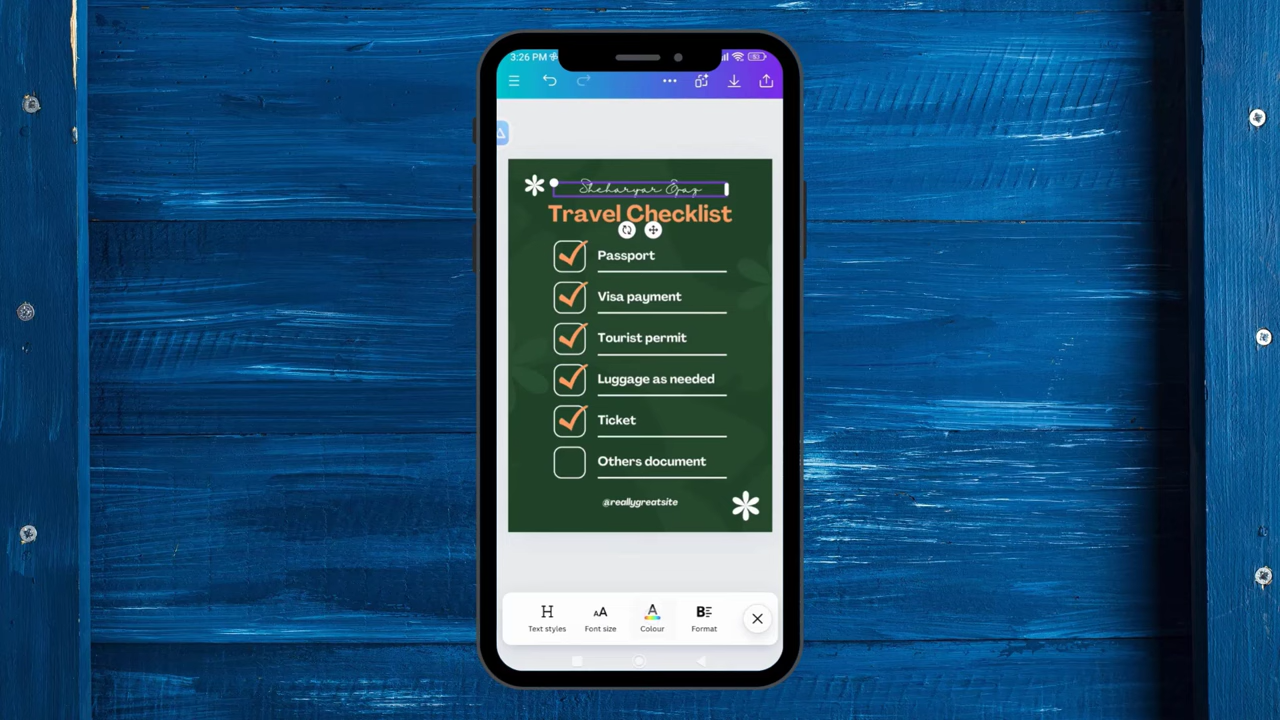 3:26 PM
Sheharyar Ejaz
Travel Checklist
Passport
Visa payment
Tourist permit
Luggage as needed
Ticket
Others document
@reallygreatsite
H
AA
A
B
Text styles
Font size
Colour
Format